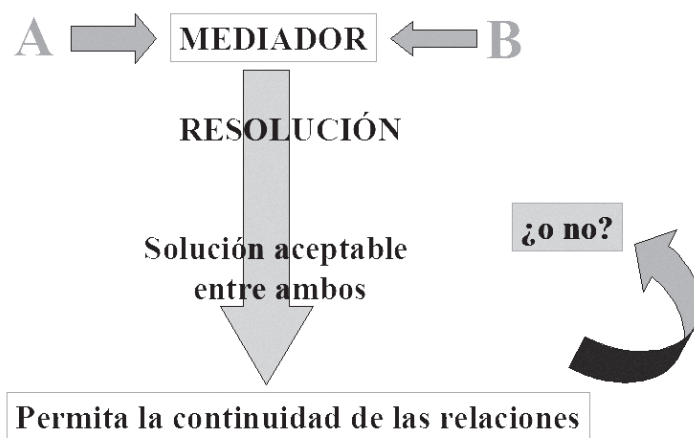 A MEDIADOR B
RESOLUCIÓN
¿o no?
Solución aceptable
entre ambos
Permita la continuidad de las relaciones